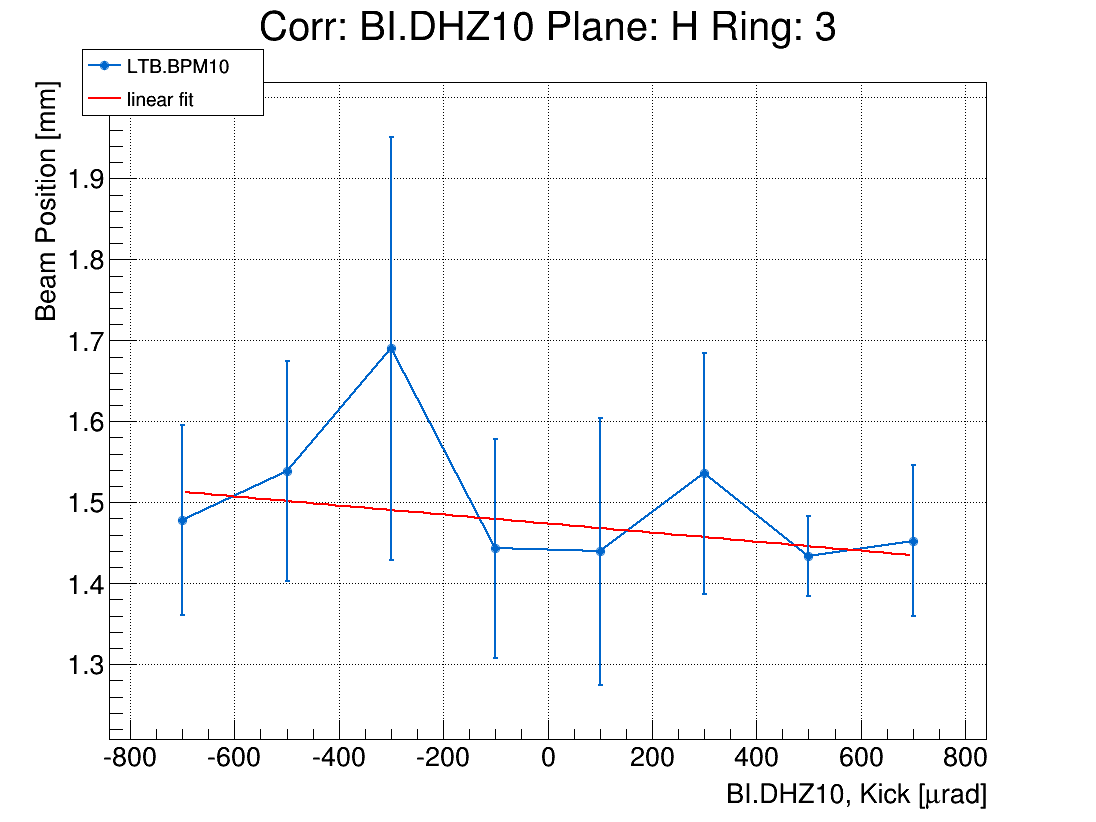 Corr: BI.DHZ10 Plane: H Ring: 3
LTB.BPM10
linear fit
Beam Position [mm]
1.9
1.8
1.7
1.6
1.5
1.4
1.3
-800 -600 -400 -200 0 200 400 600 800
BI.DHZ10, Kick [μrad]